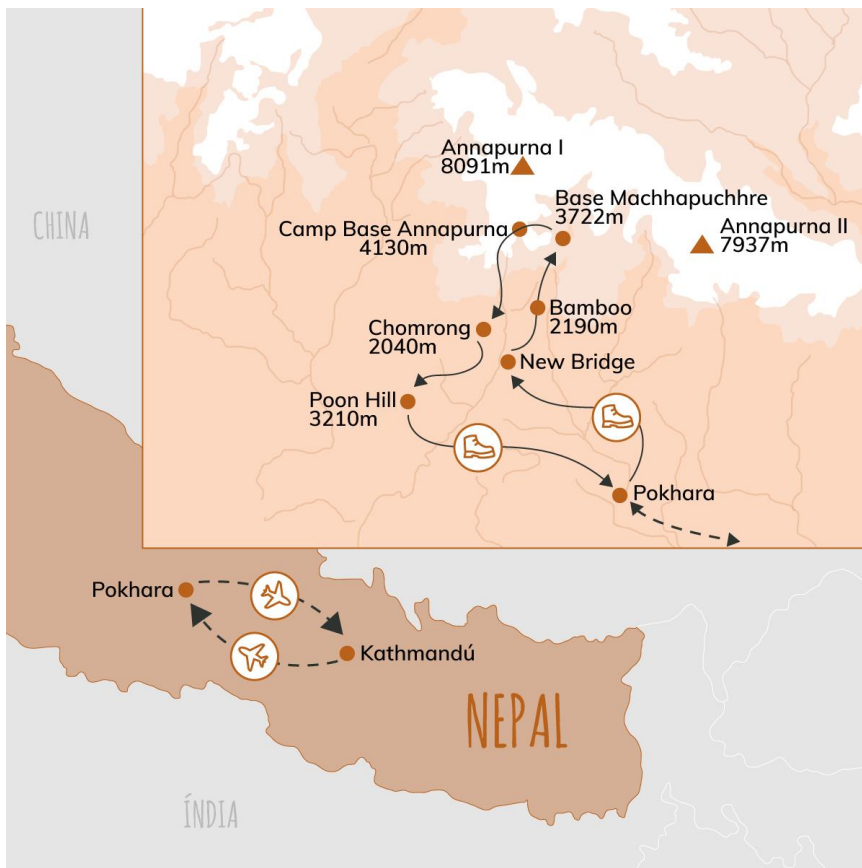 Annapurna I
8091m
Base Machhapuchhre
3722m
CHINA
Camp Base Annapurna
4130m
Annapurna II
7937m
Bamboo
2190m
Chomrong
2040m
New Bridge
Poon Hill
3210m
Pokhara
Pokhara
Kathmandú
NEPAL
ÍNDIA